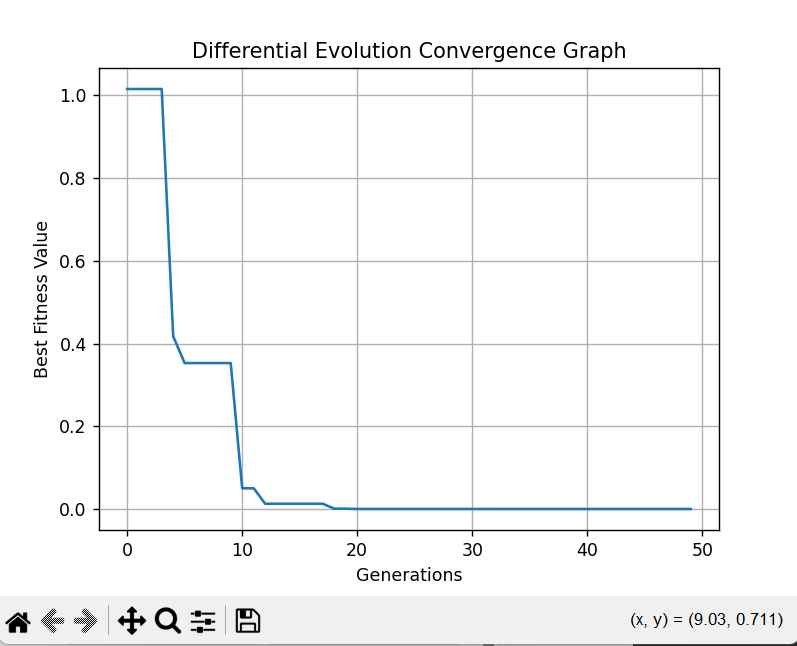 Differential Evolution Convergence Graph
1.0
0.8
0.6
0.4
0.2
0.0
Best Fitness Value
0 10 20 30 40 50
Generations
(x, y) = (9.03, 0.711)